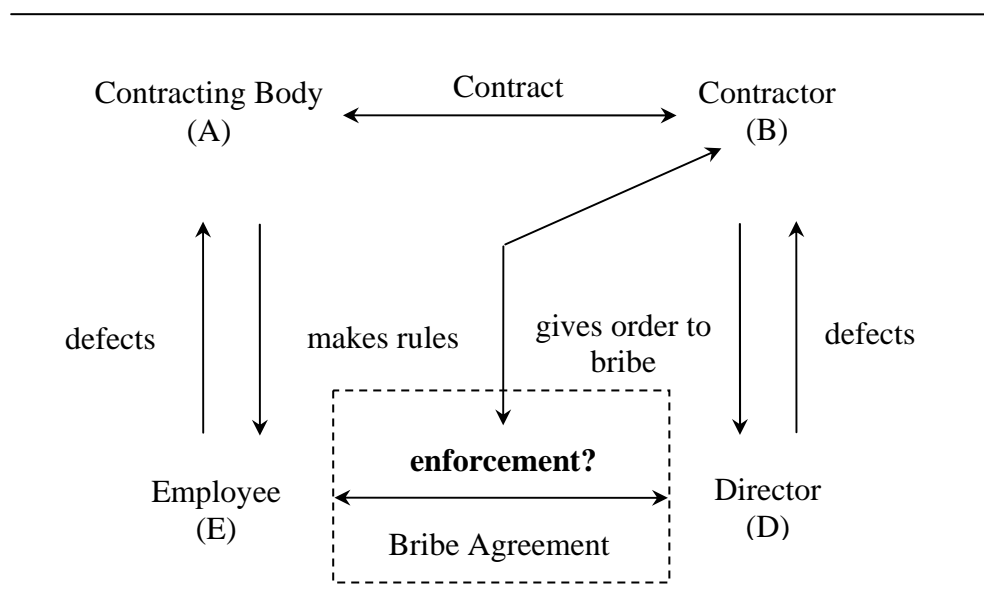 Contracting Body
(A)
Contract
Contractor
(B)
defects
makes rules
gives order to
bribe
defects
enforcement?
Employee
(E)
Bribe Agreement
Director
(D)